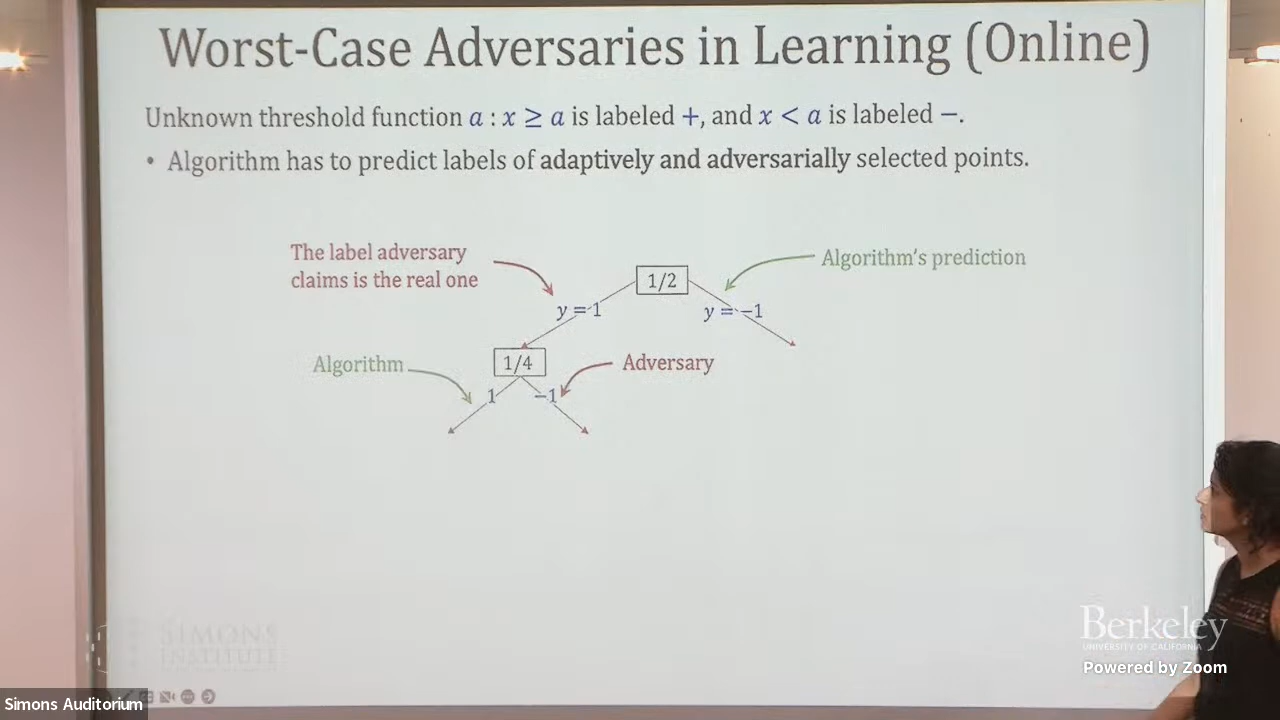 Worst-Case Adversaries in Learning (Online)
Unknown threshold function a : x ≥ a is labeled +, and x < a is labeled −.
• Algorithm has to predict labels of adaptively and adversarially selected points.
The label adversary
claims is the real one
1/2
Algorithm's prediction
y = 1
y = −1
Algorithm
1/4
Adversary
1
−1
SIMONS
INSTITUTE
Berkeley
UNIVERSITY OF CALIFORNIA
Powered by Zoom
Simons Auditorium